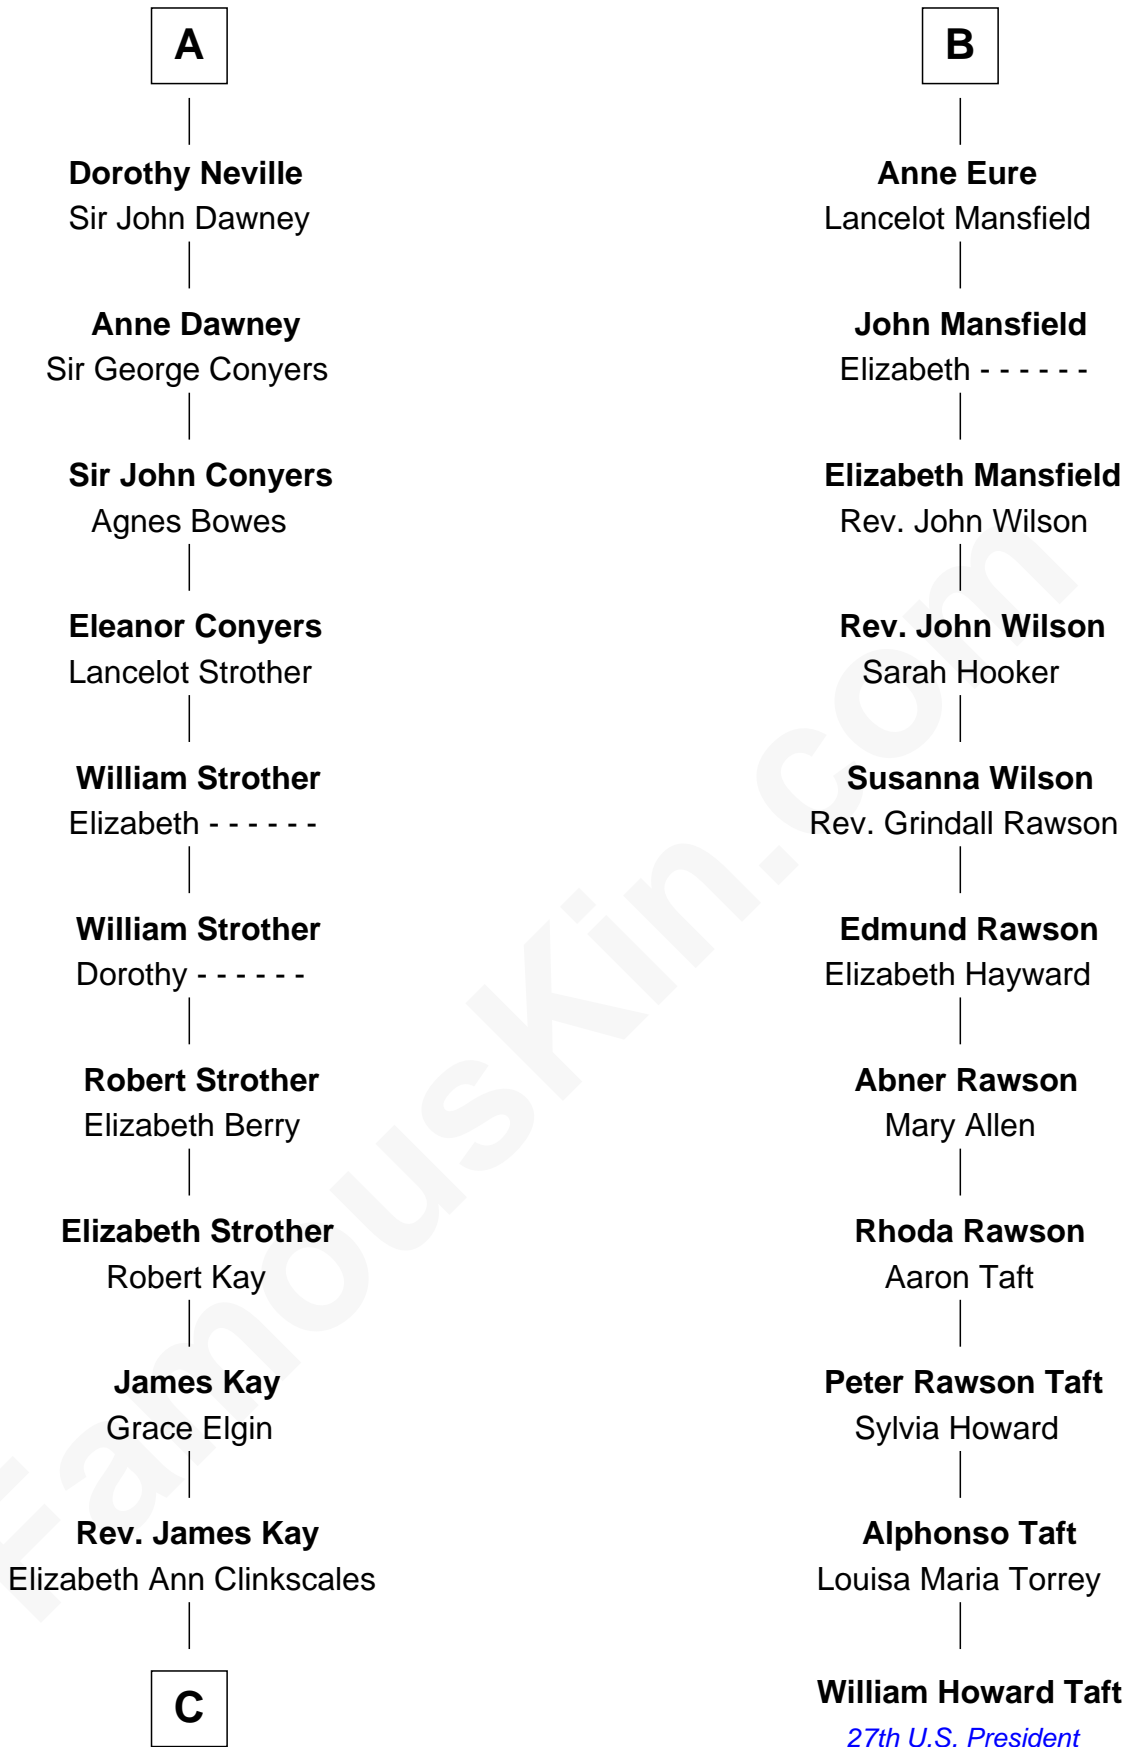 A
Dorothy Neville
Sir John Dawney
Anne Dawney
Sir George Conyers
Sir John Conyers
Agnes Bowes
Eleanor Conyers
Lancelot Strother
William Strother
Elizabeth - - - - - -
William Strother
Dorothy - - - - - -
Robert Strother
Elizabeth Berry
Elizabeth Strother
Robert Kay
James Kay
Grace Elgin
Rev. James Kay
Elizabeth Ann Clinkscales
C
B
Anne Eure
Lancelot Mansfield
John Mansfield
Elizabeth - - - - - -
Elizabeth Mansfield
Rev. John Wilson
Rev. John Wilson
Sarah Hooker
Susanna Wilson
Rev. Grindall Rawson
Edmund Rawson
Elizabeth Hayward
Abner Rawson
Mary Allen
Rhoda Rawson
Aaron Taft
Peter Rawson Taft
Sylvia Howard
Alphonso Taft
Louisa Maria Torrey
William Howard Taft
27th U.S. President
FamousKin.com